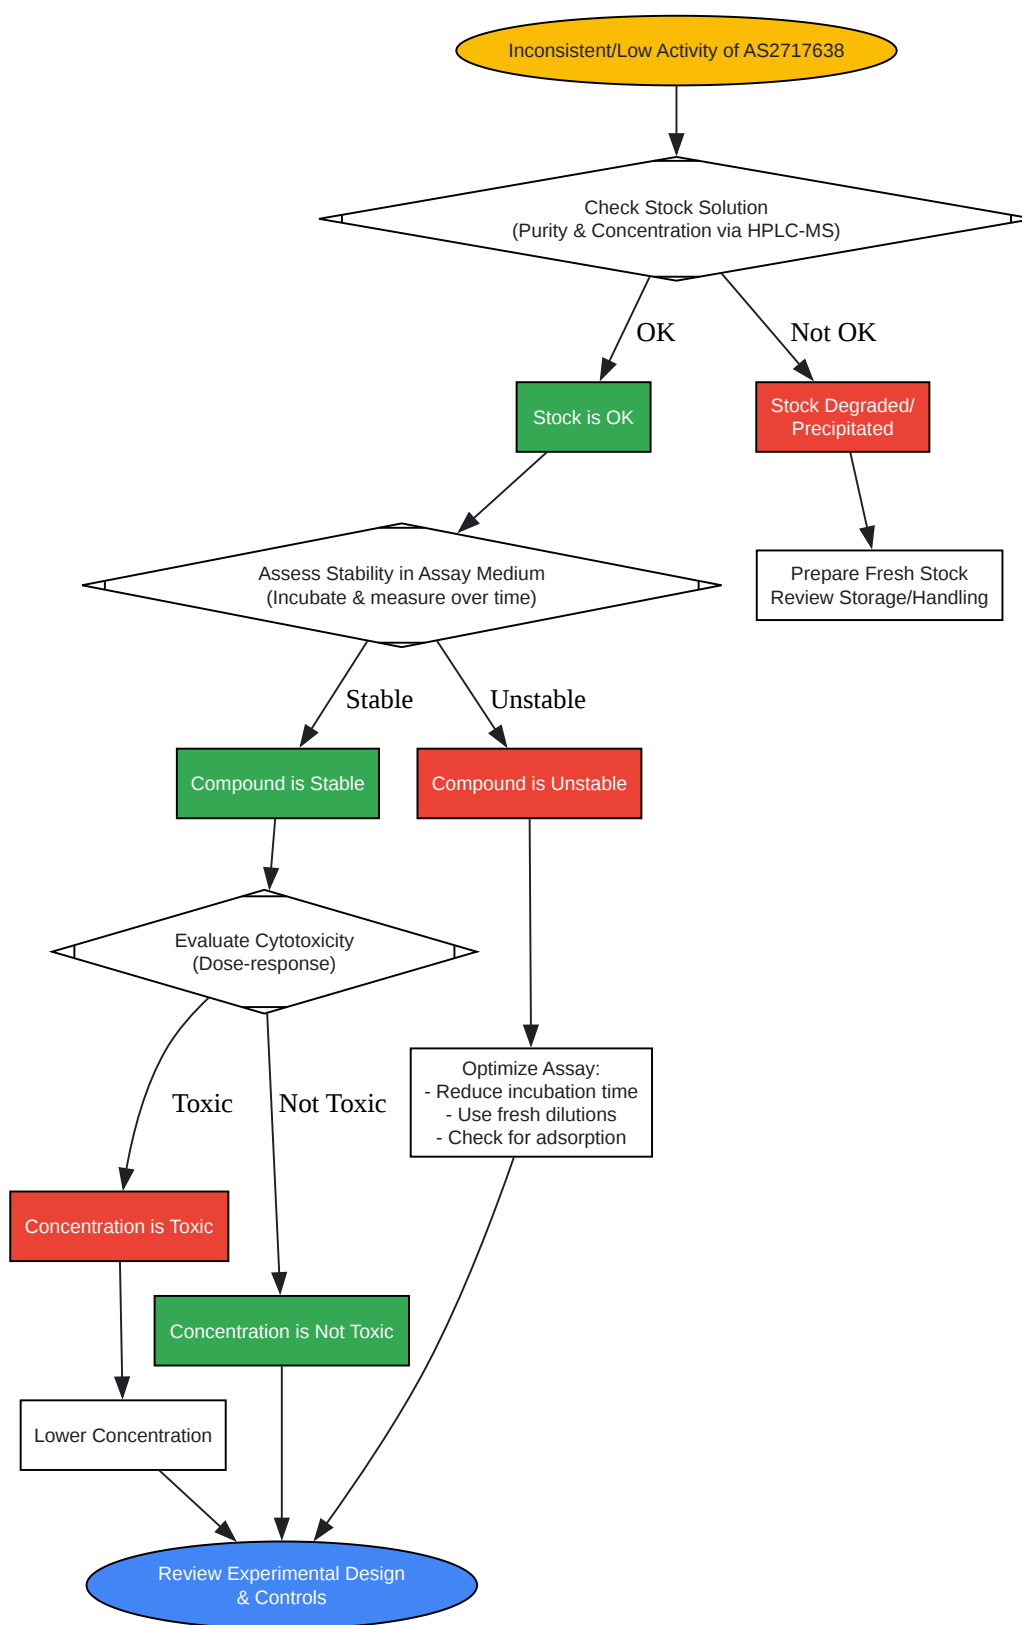 Inconsistent/Low Activity of AS2717638
Check Stock Solution
(Purity & Concentration via HPLC-MS)
OK
Not OK
Stock is OK
Stock Degraded/
Precipitated
Assess Stability in Assay Medium
(Incubate & measure over time)
Prepare Fresh Stock
Review Storage/Handling
Stable
Unstable
Compound is Stable
Compound is Unstable
Evaluate Cytotoxicity
(Dose-response)
Toxic
Not Toxic
Optimize Assay:
- Reduce incubation time
- Use fresh dilutions
- Check for adsorption
Concentration is Toxic
Concentration is Not Toxic
Lower Concentration
Review Experimental Design
& Controls